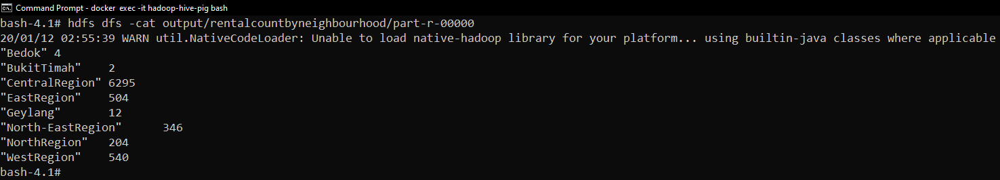 Command Prompt - docker exec -it hadoop-hive-pig bash
bash-4.1# hdfs dfs -cat output/rentalcountbyneighbourhood/part-r-00000
20/01/12 02:55:39 WARN util.NativeCodeLoader: Unable to load native-hadoop library for your platform... using builtin-java classes where applicable
"Bedok" 4
"BukitTimah"    2
"CentralRegion" 6295
"EastRegion"    504
"Geylang"       12
"North-EastRegion"      346
"NorthRegion"   204
"WestRegion"    540
bash-4.1#